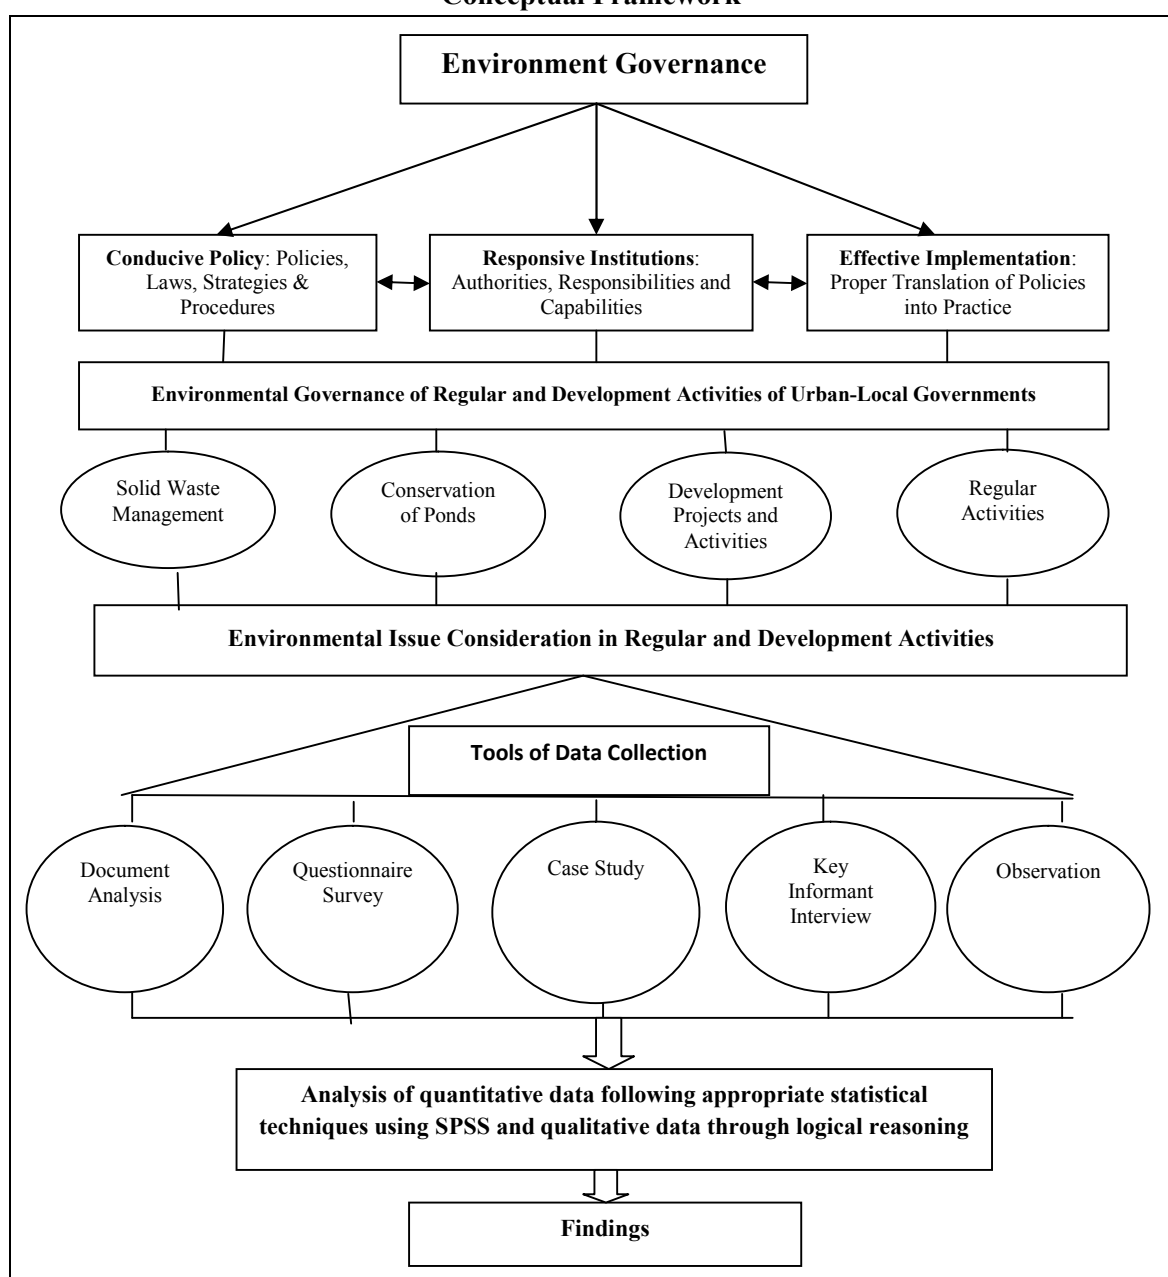 Conceptual Framework
Environment Governance
Conducive Policy: Policies,
Laws, Strategies &
Procedures
Responsive Institutions:
Authorities, Responsibilities and
Capabilities
Effective Implementation:
Proper Translation of Policies
into Practice
Environmental Governance of Regular and Development Activities of Urban-Local Governments
Solid Waste
Management
Conservation
of Ponds
Development
Projects and
Activities
Regular
Activities
Environmental Issue Consideration in Regular and Development Activities
Tools of Data Collection
Document
Analysis
Questionnaire
Survey
Case Study
Key
Informant
Interview
Observation
Analysis of quantitative data following appropriate statistical
techniques using SPSS and qualitative data through logical reasoning
Findings